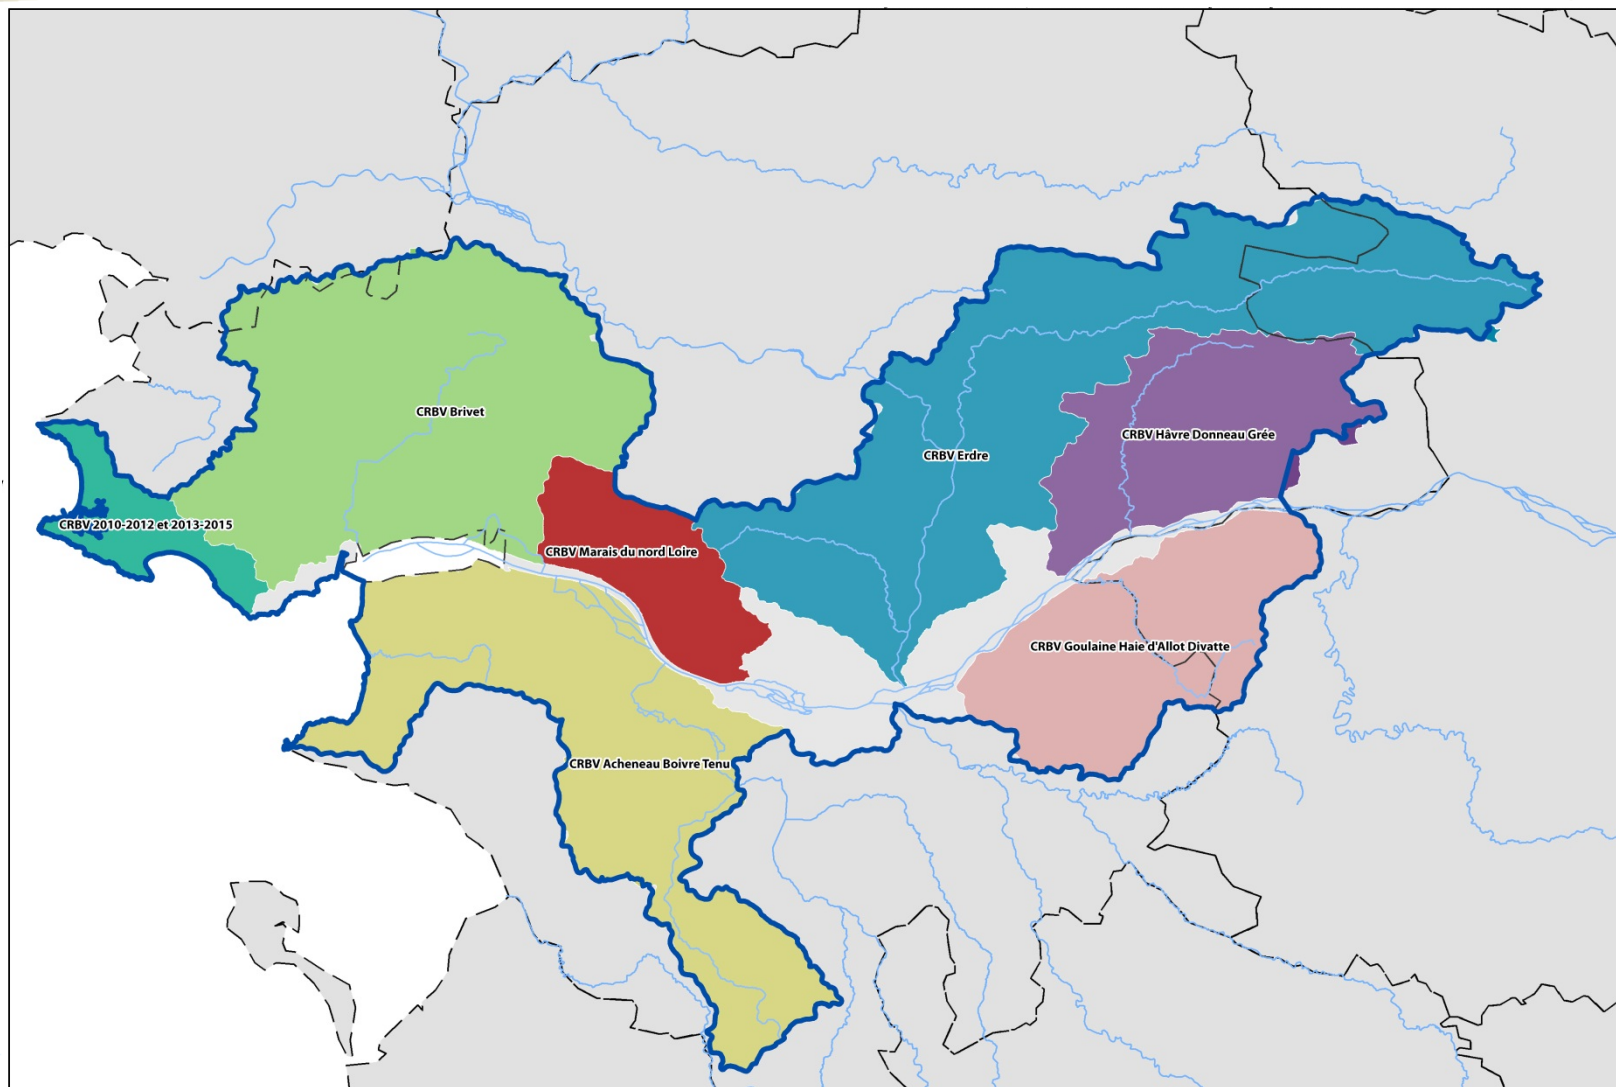 CRBV Brivet
CRBV Hâvre Donneau Grée
CRBV Erdre
CRBV 2010-2012 et 2013-2015
CRBV Marais du nord Loire
CRBV Goulaine Haie d'Allot Divatte
CRBV Acheneau Boivre Tenu